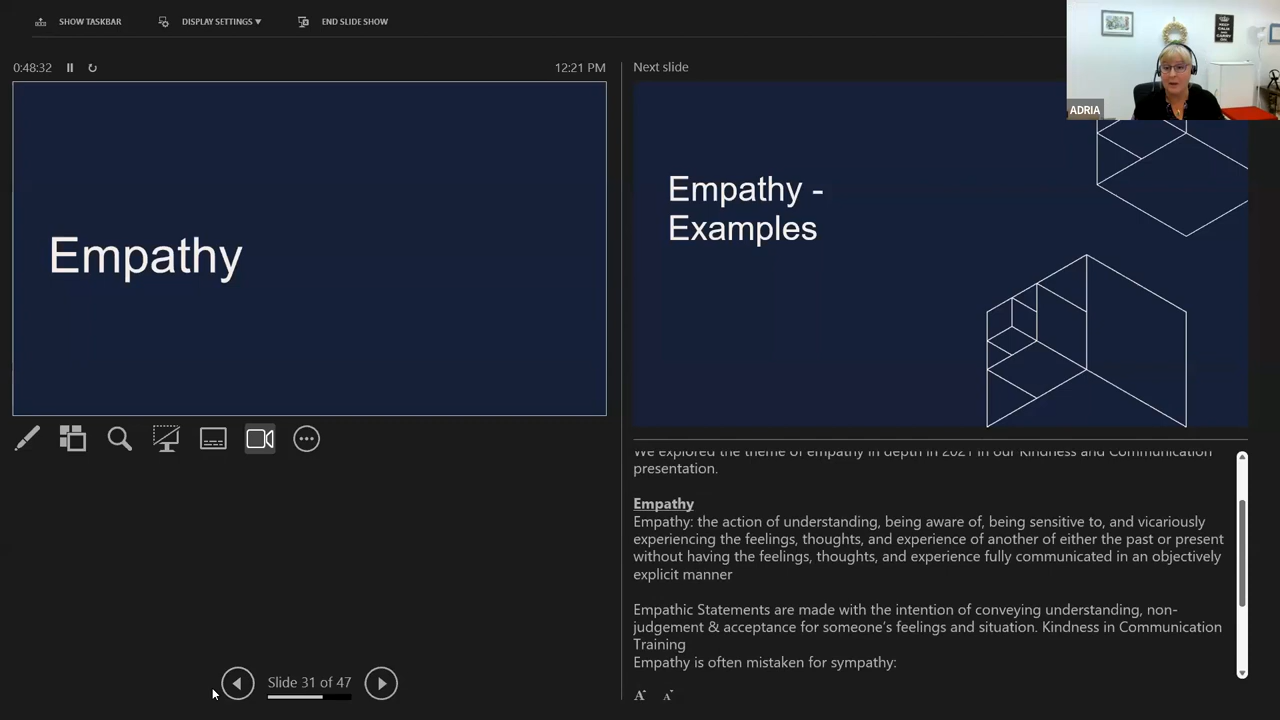 SHOW TASKBAR
DISPLAY SETTINGS ▾
END SLIDE SHOW
0:48:32
12:21 PM
Next slide
ADRIA
KEEP
CALM
AND
CARRY
ON
Empathy
Empathy -
Examples
We explored the theme of empathy in depth in 2021 in our Kindness and Communication
presentation.
Empathy
Empathy: the action of understanding, being aware of, being sensitive to, and vicariously
experiencing the feelings, thoughts, and experience of another of either the past or present
without having the feelings, thoughts, and experience fully communicated in an objectively
explicit manner
Empathic Statements are made with the intention of conveying understanding, non-
judgement & acceptance for someone's feelings and situation. Kindness in Communication
Training
Empathy is often mistaken for sympathy:
Slide 31 of 47
A A